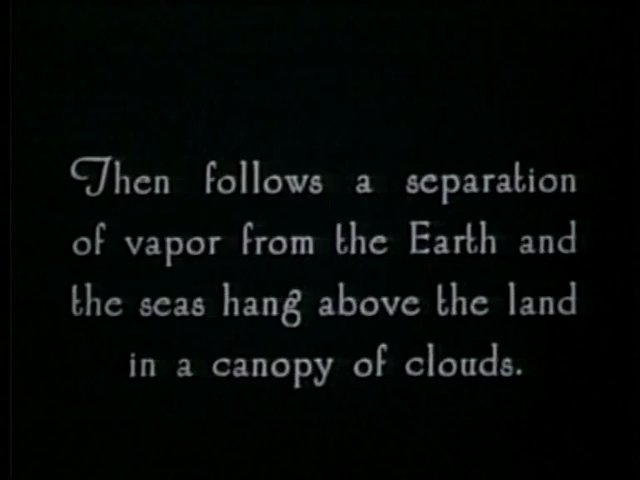 Then follows a separation
of vapor from the Earth and
the seas hang above the land
in a canopy of clouds.